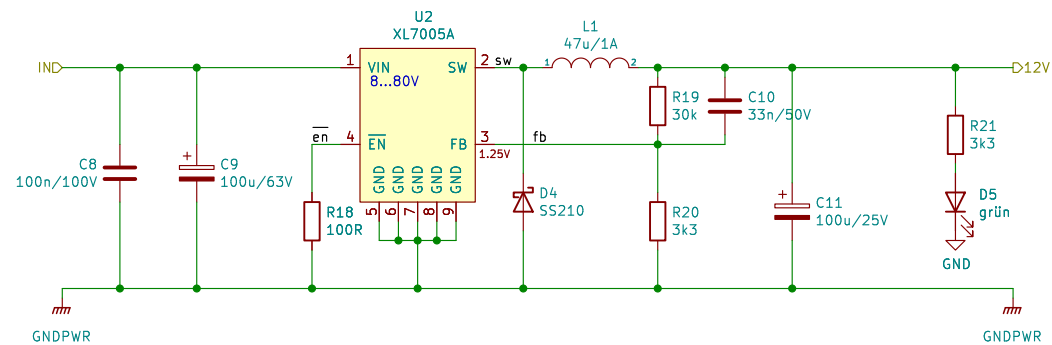 U2
XL7005A
L1
47u/1A
IN
1
VIN
SW
2
sw
1
2
12V
8...80V
R19
30k
C10
33n/50V
en
4
EN
FB
3
fb
1.25V
R21
3k3
C8
100n/100V
+
C9
100u/63V
GND
GND
GND
GND
GND
5
6
7
8
9
R18
100R
D4
SS210
R20
3k3
+
C11
100u/25V
D5
grün
GND
GNDPWR
GNDPWR